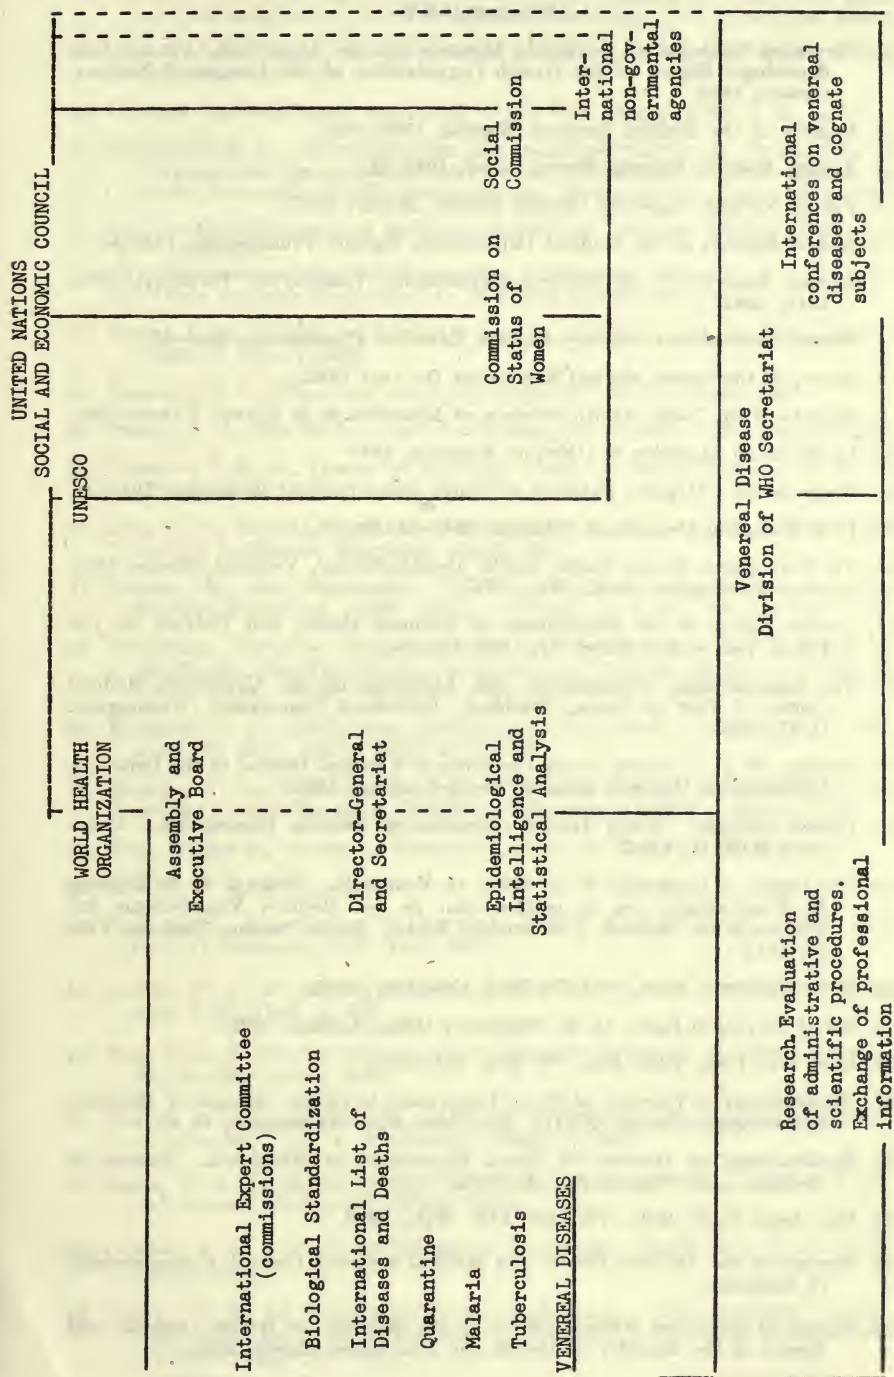 UNITED NATIONS
SOCIAL AND ECONOMIC COUNCIL
WORLD HEALTH
ORGANIZATION
UNESCO
Assembly and
Executive Board
International Expert Committee
(commissions)
Biological Standardization
International List of
Diseases and Deaths
Director-General
and Secretariat
Quarantine
Malaria
Tuberculosis
Epidemiological
Intelligence and
Statistical Analysis
Commission on
Status of
Women
Social
Commission
VENEREAL DISEASES
Inter-
national
non-gov-
ernmental
agencies
Venereal Disease
Division of WHO Secretariat
Research. Evaluation
of administrative and
scientific procedures.
Exchange of professional
information
International
conferences on venereal
diseases and cognate
subjects